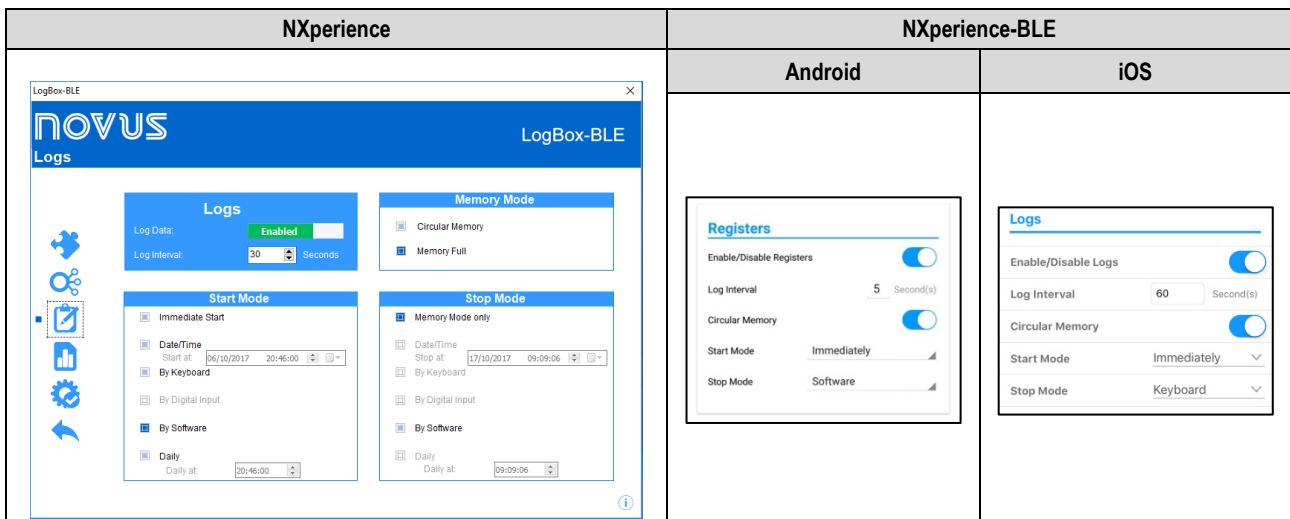 NXperience
NXperience-BLE
Android
iOS
LogBox-BLE
NOVUS
LogBox-BLE
Logs
Logs
Log Data: Enabled
Log Interval: 30 Seconds
Memory Mode
Circular Memory
Memory Full
Start Mode
Immediate Start
Date/Time
Start at: 06/10/2017 20:46:00
By Keyboard
By Digital Input
By Software
Daily
Daily at: 20:46:00
Stop Mode
Memory Mode only
Date/Time
Stop at: 17/10/2017 09:09:06
By Keyboard
By Digital Input
By Software
Daily
Daily at: 09:09:06
Registers
Enable/Disable Registers
Log Interval 5 Second(s)
Circular Memory
Start Mode Immediately
Stop Mode Software
Logs
Enable/Disable Logs
Log Interval 60 Second(s)
Circular Memory
Start Mode Immediately
Stop Mode Keyboard